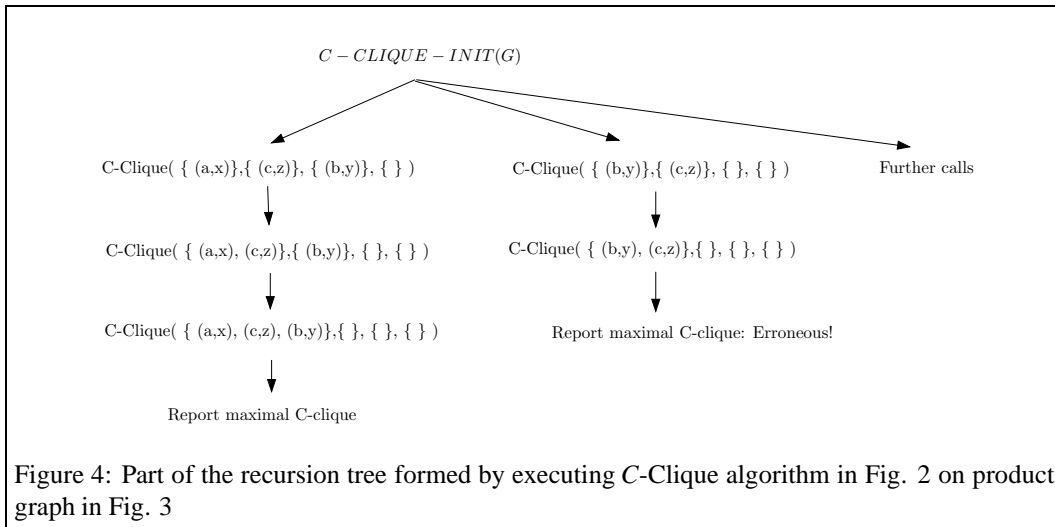 C − CLIQUE − INIT(G)
C-Clique( { (a,x)},{ (c,z)}, { (b,y)}, { } )
C-Clique( { (b,y)},{ (c,z)}, { }, { } )
Further calls
C-Clique( { (a,x), (c,z)},{ (b,y)}, { }, { } )
C-Clique( { (b,y), (c,z)},{ }, { }, { } )
C-Clique( { (a,x), (c,z), (b,y)},{ }, { }, { } )
Report maximal C-clique: Erroneous!
Report maximal C-clique
Figure 4: Part of the recursion tree formed by executing C-Clique algorithm in Fig. 2 on product
graph in Fig. 3